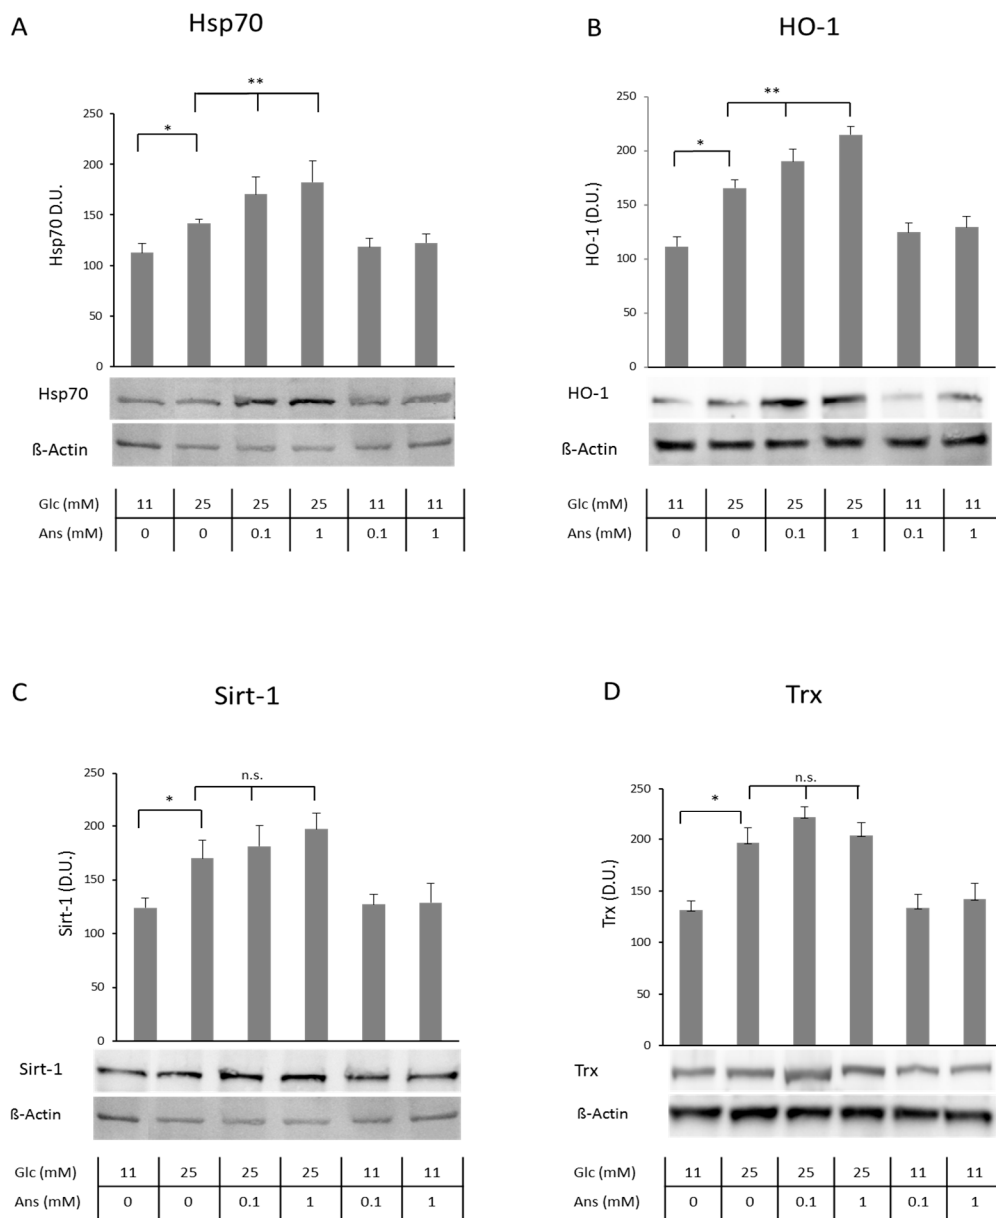 A
Hsp70
**
*
Hsp70 D.U.
250
200
150
100
50
0
Hsp70
ß-Actin
Glc (mM) 11 25 25 25 11 11
Ans (mM) 0 0 0.1 1 0.1 1
B
HO-1
**
*
HO-1 (D.U.)
250
200
150
100
50
0
HO-1
ß-Actin
Glc (mM) 11 25 25 25 11 11
Ans (mM) 0 0 0.1 1 0.1 1
C
Sirt-1
n.s.
*
Sirt-1 (D.U.)
250
200
150
100
50
0
Sirt-1
ß-Actin
Glc (mM) 11 25 25 25 11 11
Ans (mM) 0 0 0.1 1 0.1 1
D
Trx
n.s.
*
Trx (D.U.)
250
200
150
100
50
0
Trx
ß-Actin
Glc (mM) 11 25 25 25 11 11
Ans (mM) 0 0 0.1 1 0.1 1